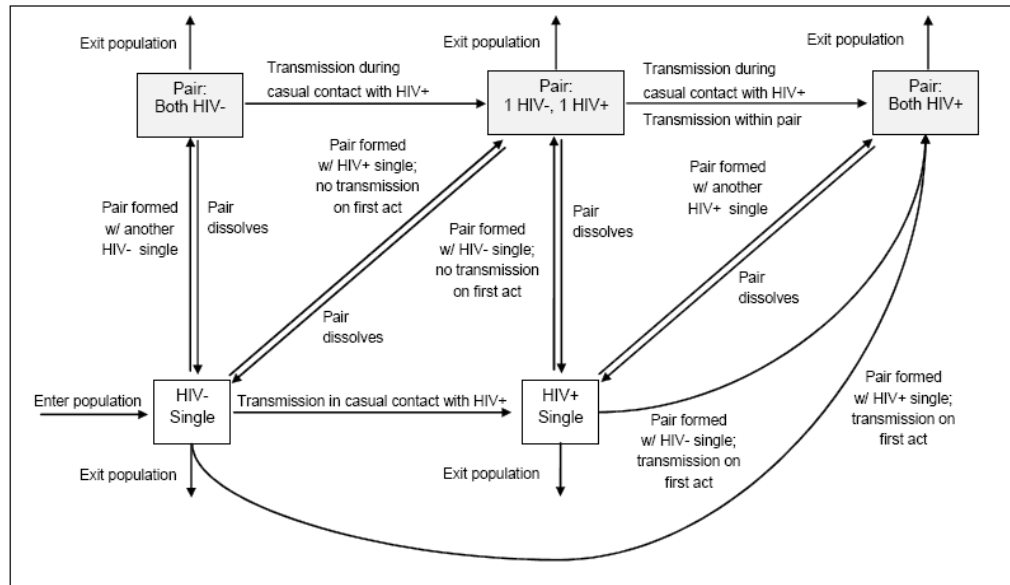 Exit population
Exit population
Exit population
Pair:
Both HIV-
Transmission during
casual contact with HIV+
Pair:
1 HIV-, 1 HIV+
Transmission during
casual contact with HIV+
Transmission within pair
Pair:
Both HIV+
Pair formed
w/ another
HIV- single
Pair
dissolves
Pair formed
w/ HIV+ single;
no transmission
on first act
Pair
dissolves
Pair formed
w/ HIV- single;
no transmission
on first act
Pair
dissolves
Pair formed
w/ another
HIV+ single
Pair
dissolves
Enter population
HIV-
Single
Transmission in casual contact with HIV+
HIV+
Single
Pair formed
w/ HIV- single;
transmission on
first act
Pair formed
w/ HIV+ single;
transmission on
first act
Exit population
Exit population